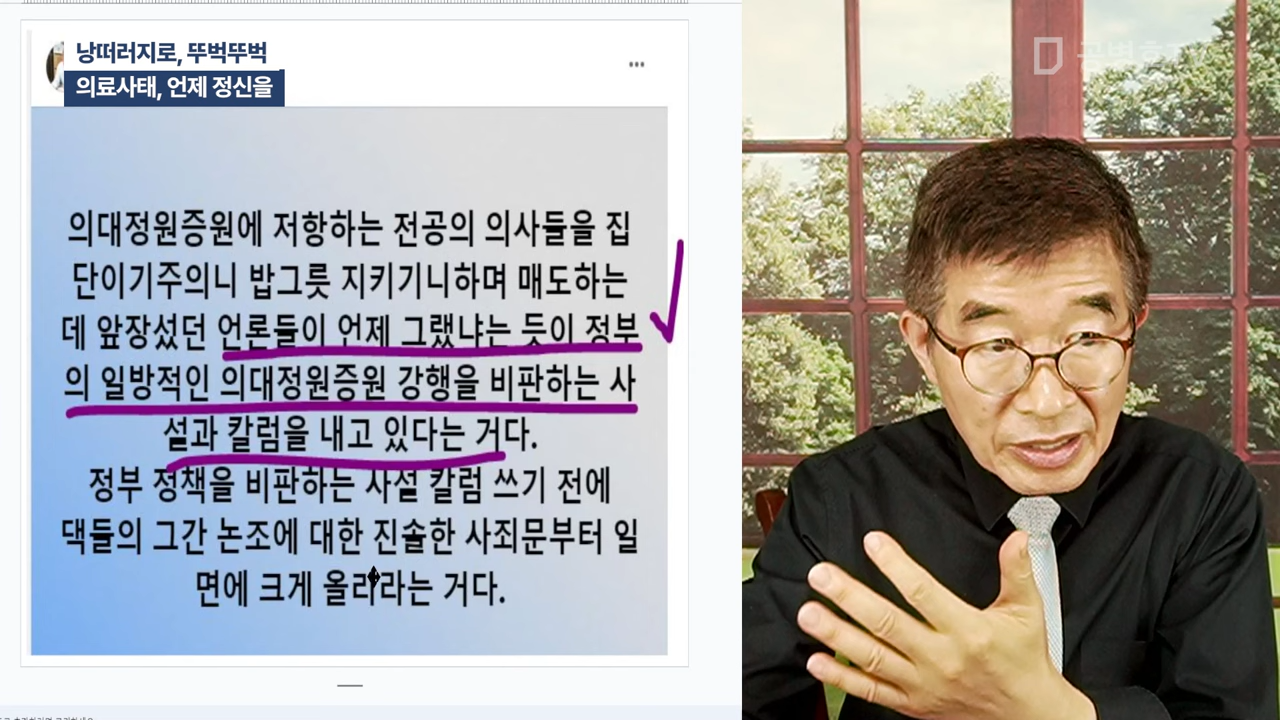 낭떠러지로, 뚜벅뚜벅
의료사태, 언제 정신을
의대정원증원에 저항하는 전공의 의사들을 집
단이기주의니 밥그릇 지키기니하며 매도하는
데 앞장섰던 언론들이 언제 그랬냐는 듯이 정부
의 일방적인 의대정원증원 강행을 비판하는 사
설과 칼럼을 내고 있다는 거다.
정부 정책을 비판하는 사설 칼럼 쓰기 전에
댁들의 그간 논조에 대한 진솔한 사죄문부터 일
면에 크게 올리라는 거다.